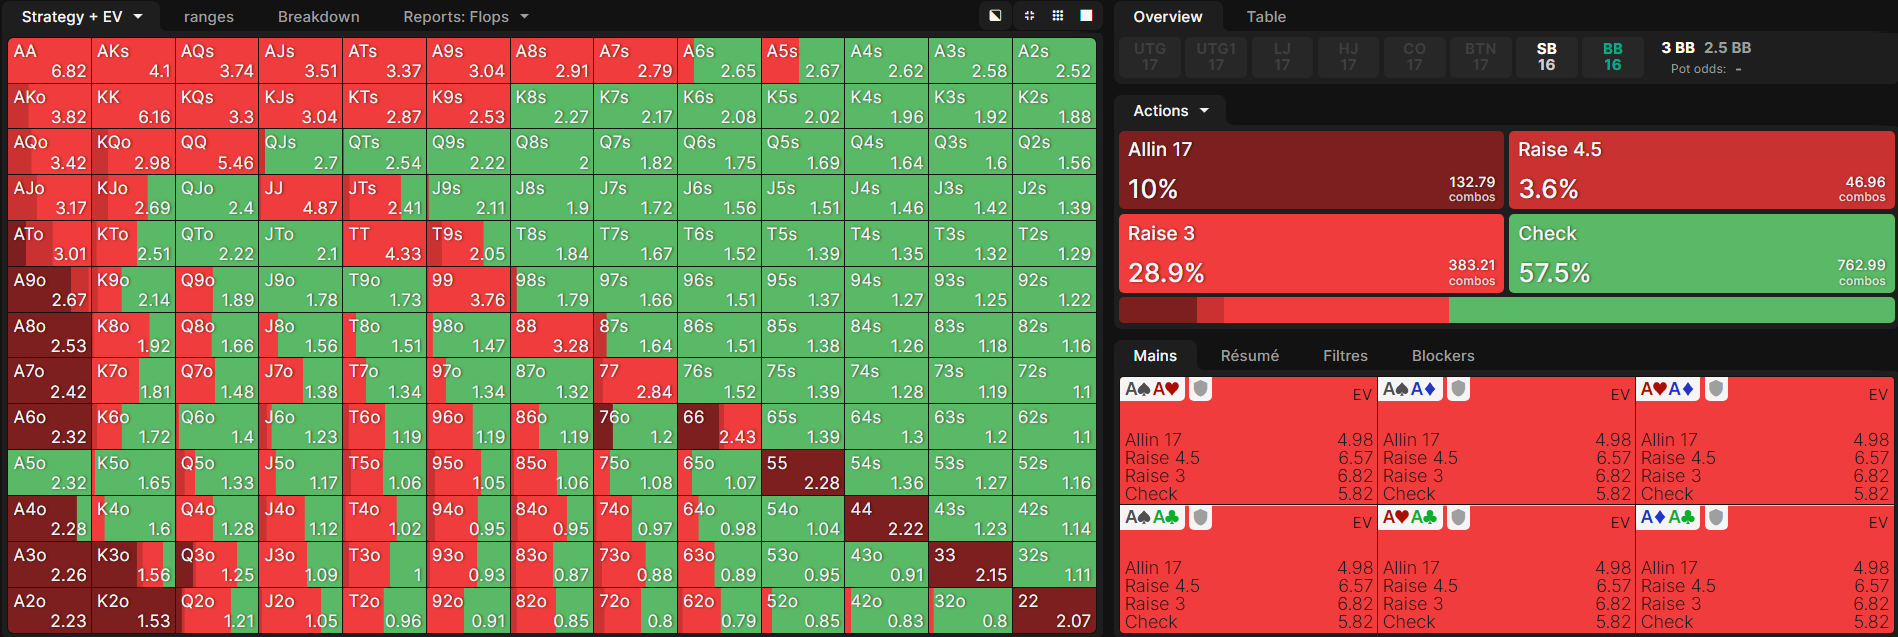 Strategy + EV ranges Breakdown Reports: Flops
AA AKs AQs AJs ATs A9s A8s A7s A6s A5s A4s A3s A2s
6.82 4.1 3.74 3.51 3.37 3.04 2.91 2.79 2.65 2.67 2.62 2.58 2.52
AKo KK KQs KJs KTs K9s K8s K7s K6s K5s K4s K3s K2s
3.82 6.16 3.3 3.04 2.87 2.53 2.27 2.17 2.08 2.02 1.96 1.92 1.88
AQo KQo QQ QJs QTs Q9s Q8s Q7s Q6s Q5s Q4s Q3s Q2s
3.42 2.98 5.46 2.7 2.54 2.22 2 1.82 1.75 1.69 1.64 1.6 1.56
AJo KJo QJo JJ JTs J9s J8s J7s J6s J5s J4s J3s J2s
3.17 2.69 2.4 4.87 2.41 2.11 1.9 1.72 1.56 1.51 1.46 1.42 1.39
ATo KTo QTo JTo TT T9s T8s T7s T6s T5s T4s T3s T2s
3.01 2.51 2.22 2.1 4.33 2.05 1.84 1.67 1.52 1.39 1.35 1.32 1.29
A9o K9o Q9o J9o T9o 99 98s 97s 96s 95s 94s 93s 92s
2.67 2.14 1.89 1.78 1.73 3.76 1.79 1.66 1.51 1.37 1.27 1.25 1.22
A8o K8o Q8o J8o T8o 98o 88 87s 86s 85s 84s 83s 82s
2.53 1.92 1.66 1.56 1.51 1.47 3.28 1.64 1.51 1.38 1.26 1.18 1.16
A7o K7o Q7o J7o T7o 97o 87o 77 76s 75s 74s 73s 72s
2.42 1.81 1.48 1.38 1.34 1.34 1.32 2.84 1.52 1.39 1.28 1.19 1.1
A6o K6o Q6o J6o T6o 96o 86o 76o 66 65s 64s 63s 62s
2.32 1.72 1.4 1.23 1.19 1.19 1.19 1.2 2.43 1.39 1.3 1.2 1.1
A5o K5o Q5o J5o T5o 95o 85o 75o 65o 55 54s 53s 52s
2.32 1.65 1.33 1.17 1.06 1.05 1.06 1.08 1.07 2.28 1.36 1.27 1.16
A4o K4o Q4o J4o T4o 94o 84o 74o 64o 54o 44 43s 42s
2.28 1.6 1.28 1.12 1.02 0.95 0.95 0.97 0.98 1.04 2.22 1.23 1.14
A3o K3o Q3o J3o T3o 93o 83o 73o 63o 53o 43o 33 32s
2.26 1.56 1.25 1.09 1 0.93 0.87 0.88 0.89 0.95 0.91 2.15 1.11
A2o K2o Q2o J2o T2o 92o 82o 72o 62o 52o 42o 32o 22
2.23 1.53 1.21 1.05 0.96 0.91 0.85 0.8 0.79 0.85 0.83 0.8 2.07
Overview Table
UTG UTG1 LJ HJ CO BTN SB BB 3 BB 2.5 BB
17 17 17 17 17 17 16 16 Pot odds: -
Actions
Allin 17 Raise 4.5
10% 132.79 combos 3.6% 46.96 combos
Raise 3 Check
28.9% 383.21 combos 57.5% 762.99 combos
Mains Résumé Filtres Blockers
A♠A♥ EV A♠A♦ EV A♥A♦ EV
Allin 17 4.98 Allin 17 4.98 Allin 17 4.98
Raise 4.5 6.57 Raise 4.5 6.57 Raise 4.5 6.57
Raise 3 6.82 Raise 3 6.82 Raise 3 6.82
Check 5.82 Check 5.82 Check 5.82
A♠A♣ EV A♥A♣ EV A♦A♣ EV
Allin 17 4.98 Allin 17 4.98 Allin 17 4.98
Raise 4.5 6.57 Raise 4.5 6.57 Raise 4.5 6.57
Raise 3 6.82 Raise 3 6.82 Raise 3 6.82
Check 5.82 Check 5.82 Check 5.82